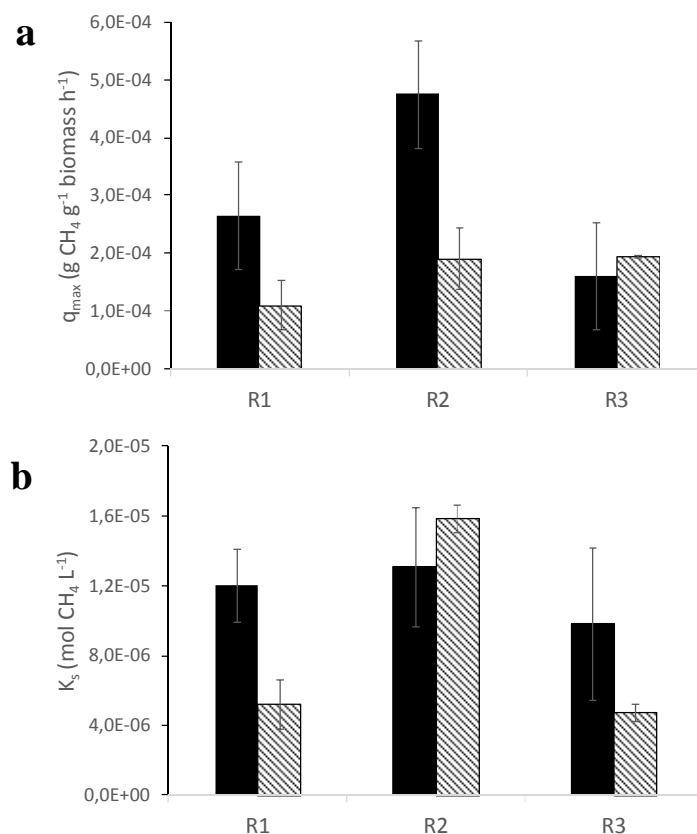 a
q_max (g CH₄ g⁻¹ biomass h⁻¹)
6,0E-04
5,0E-04
4,0E-04
3,0E-04
2,0E-04
1,0E-04
0,0E+00
R1 R2 R3
b
K_s (mol CH₄ L⁻¹)
2,0E-05
1,6E-05
1,2E-05
8,0E-06
4,0E-06
0,0E+00
R1 R2 R3